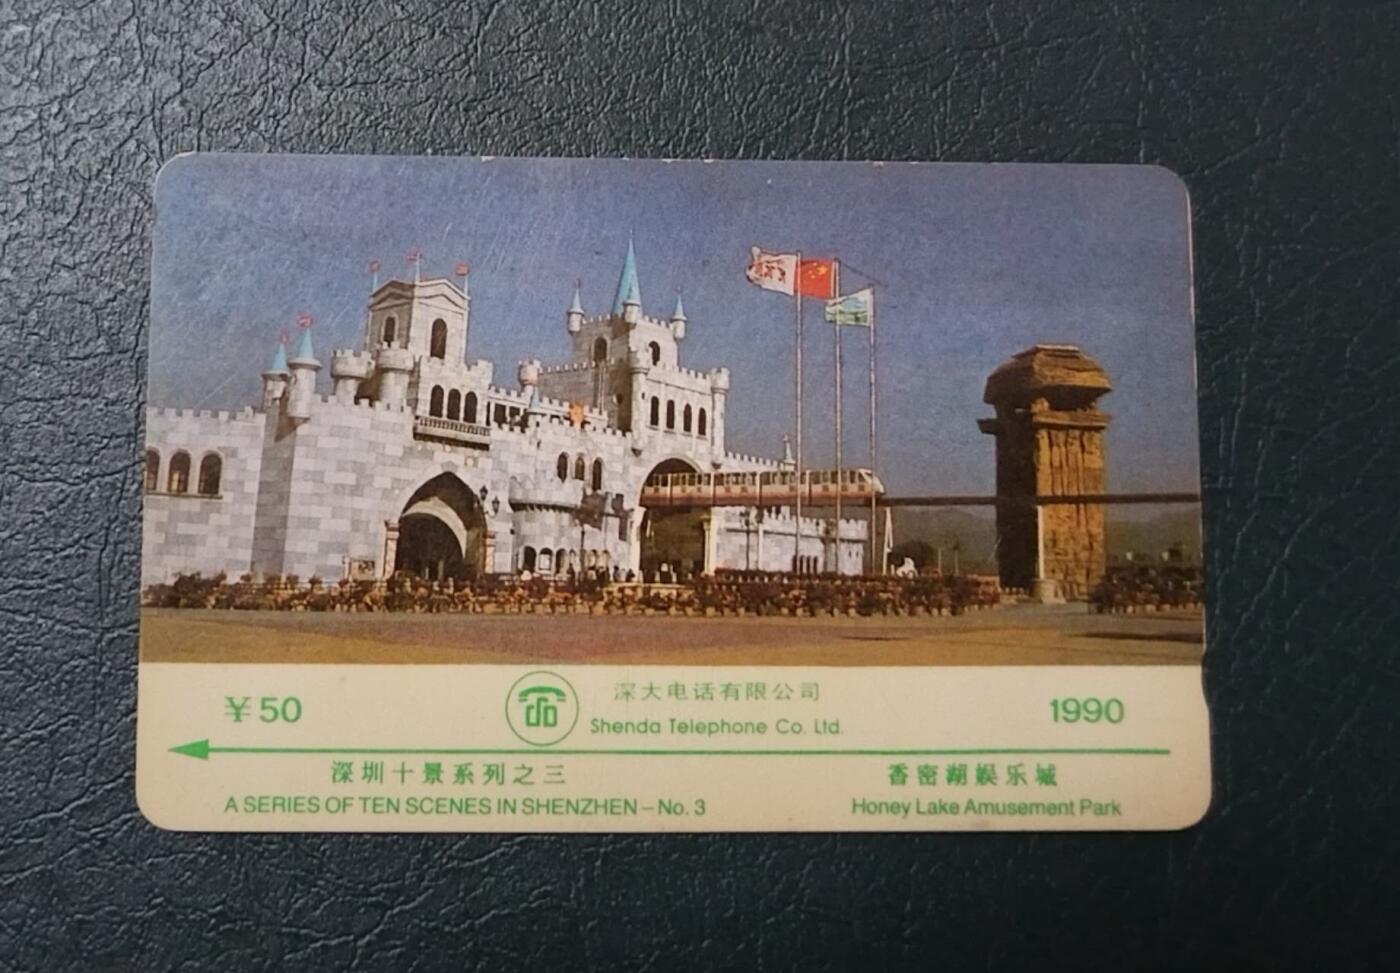 ¥50
深大电话有限公司
Shenda Telephone Co. Ltd.
1990
深圳十景系列之三
香密湖娱乐城
A SERIES OF TEN SCENES IN SHENZHEN – No. 3
Honey Lake Amusement Park